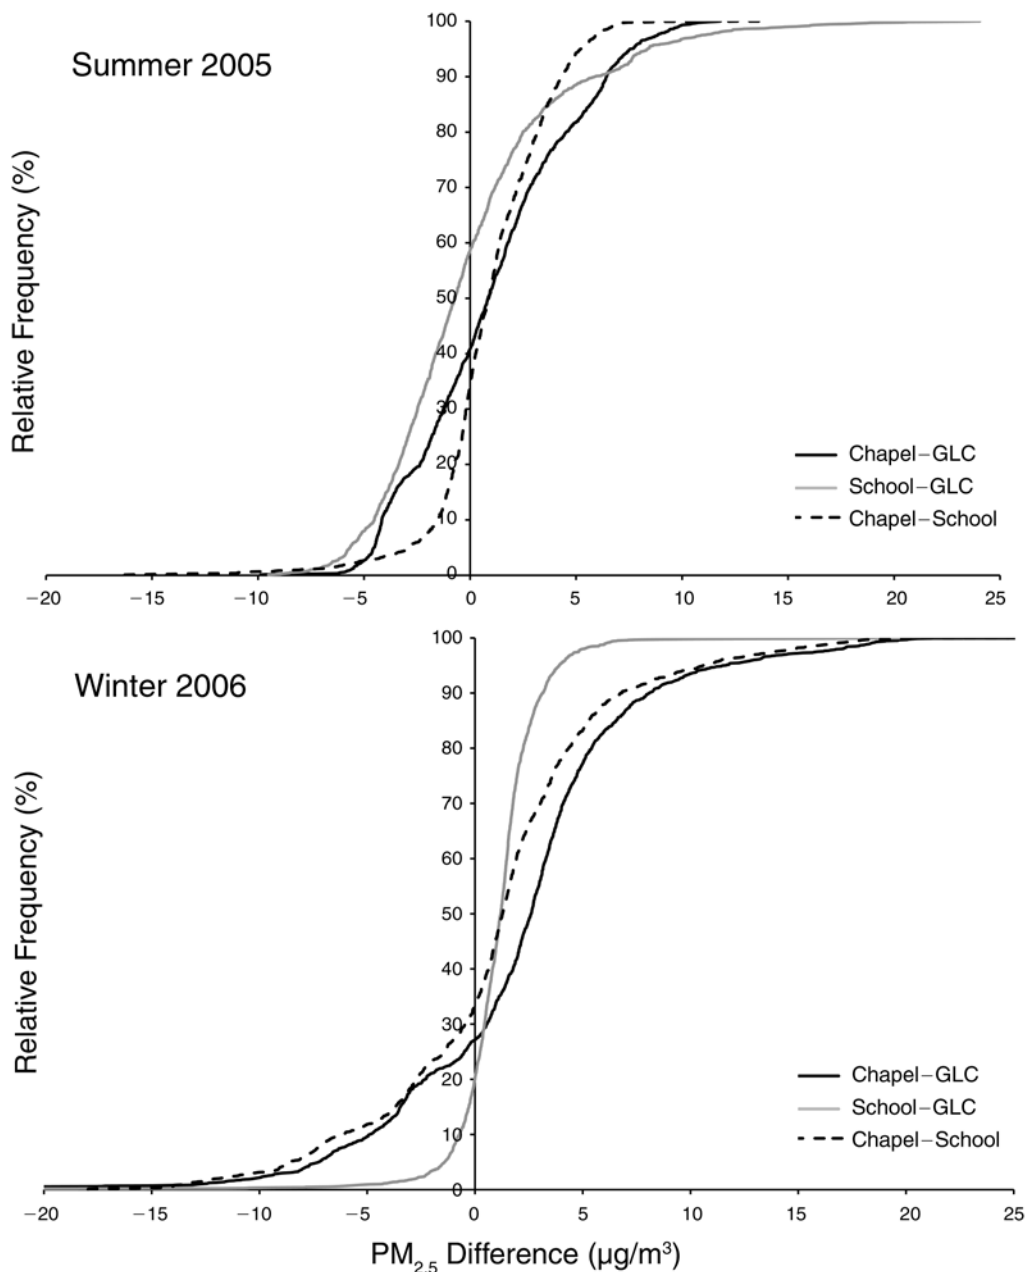 Summer 2005
Relative Frequency (%)
100
90
80
70
60
50
40
30
20
10
0
−20 −15 −10 −5 0 5 10 15 20 25
Chapel–GLC
School–GLC
Chapel–School
Winter 2006
Relative Frequency (%)
100
90
80
70
60
50
40
30
20
10
0
−20 −15 −10 −5 0 5 10 15 20 25
Chapel–GLC
School–GLC
Chapel–School
PM2.5 Difference (µg/m³)